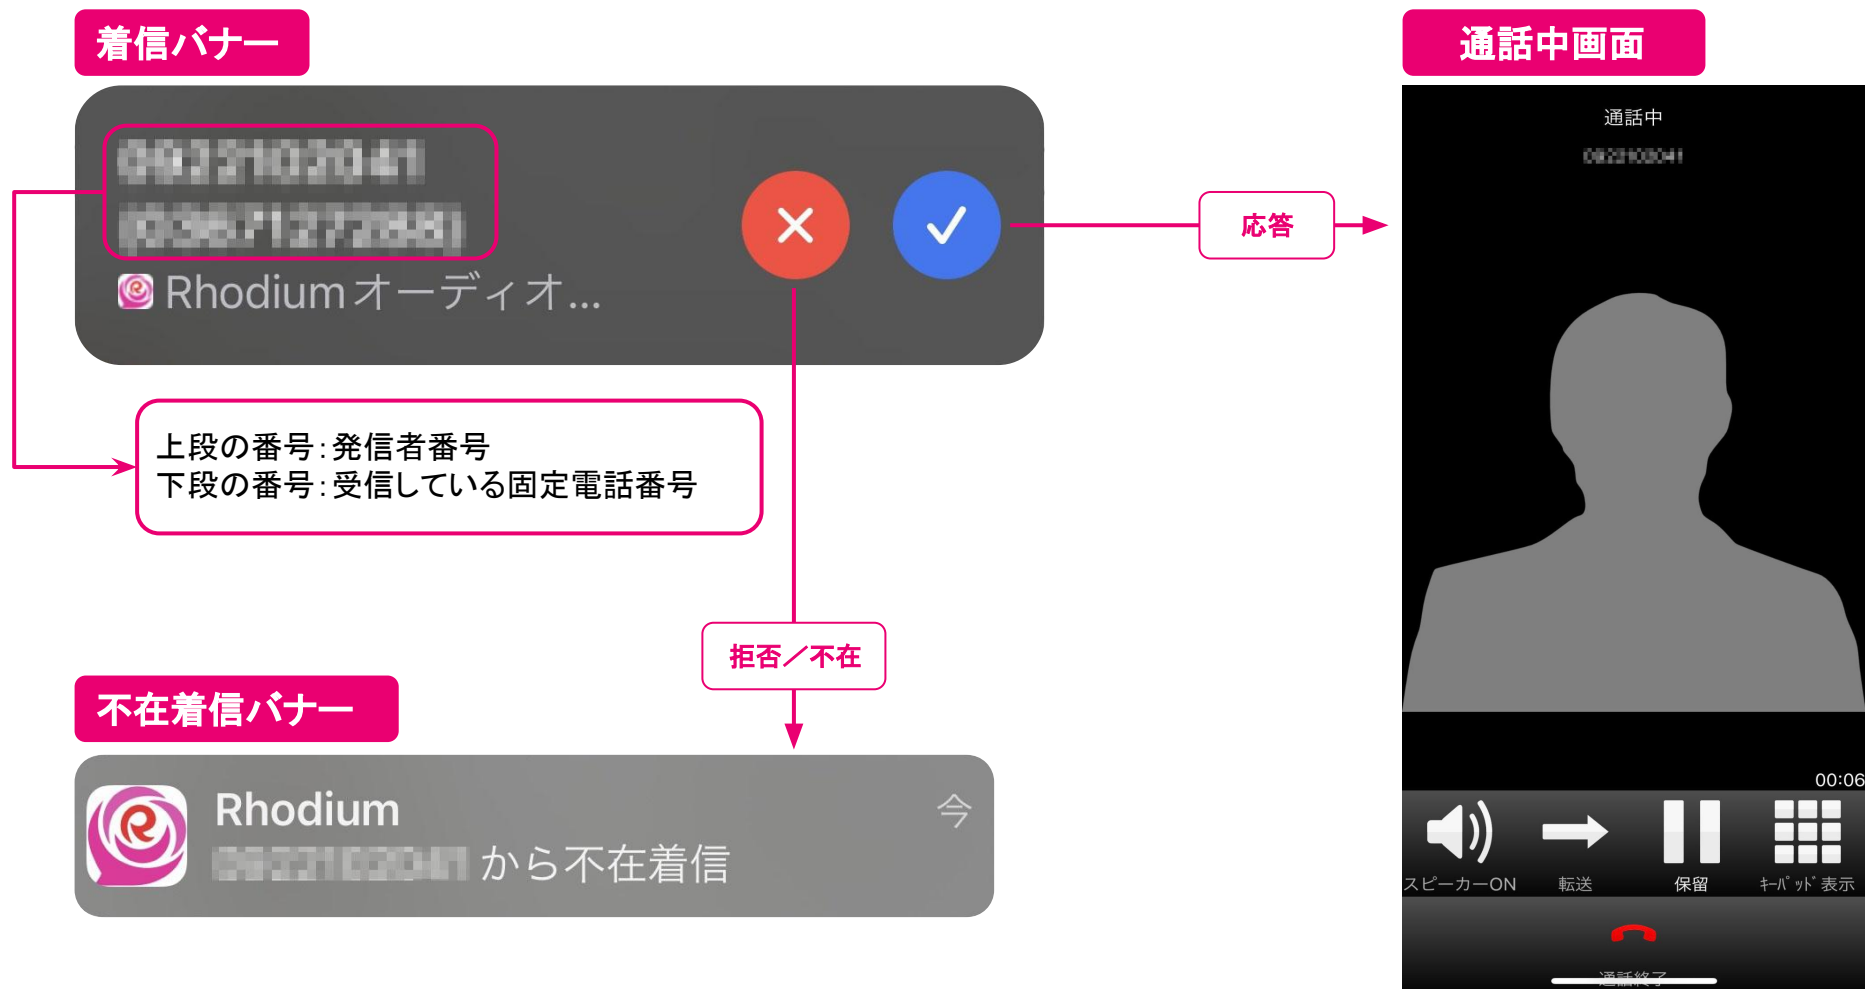 着信バナー
Rhodiumオーディオ...
上段の番号：発信者番号
下段の番号：受信している固定電話番号
応答
拒否／不在
不在着信バナー
Rhodium
今
から不在着信
通話中画面
通話中
00:06
スピーカーON
転送
保留
ｷｰﾊﾟｯﾄﾞ表示
通話終了